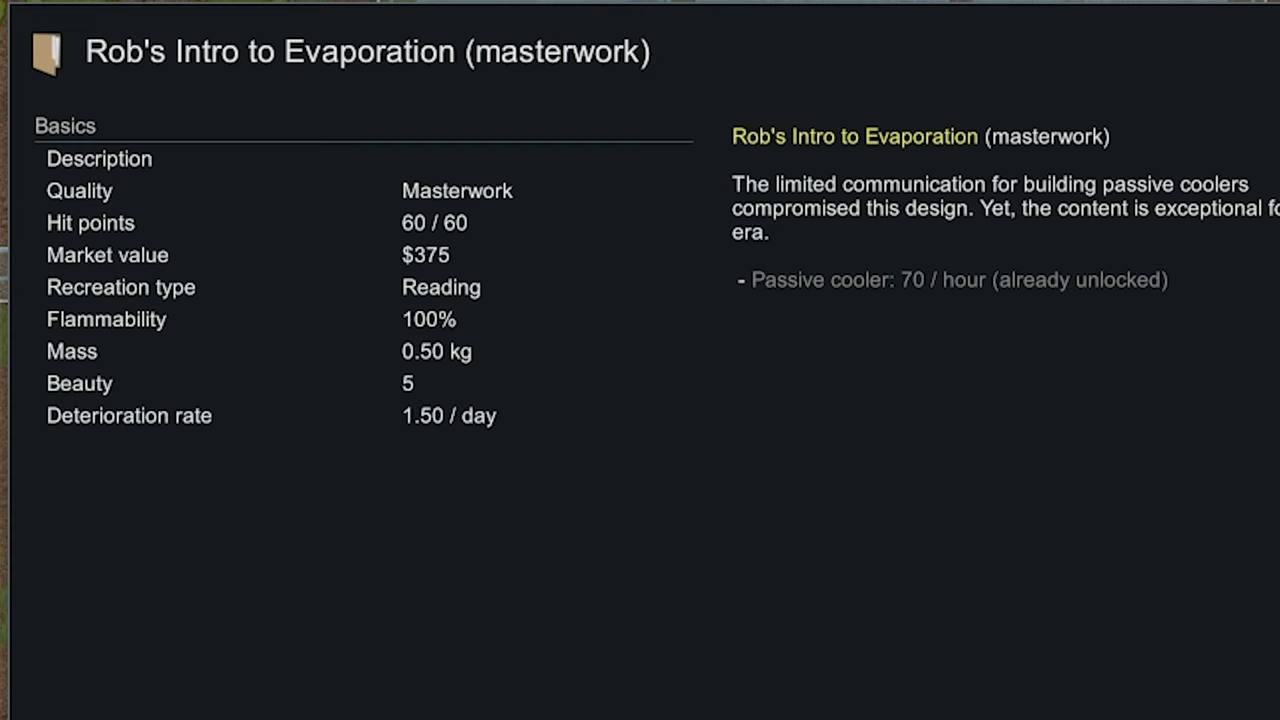 Rob's Intro to Evaporation (masterwork)
Basics
Description
Quality Masterwork
Hit points 60 / 60
Market value $375
Recreation type Reading
Flammability 100%
Mass 0.50 kg
Beauty 5
Deterioration rate 1.50 / day
Rob's Intro to Evaporation (masterwork)
The limited communication for building passive coolers
compromised this design. Yet, the content is exceptional
era.
- Passive cooler: 70 / hour (already unlocked)